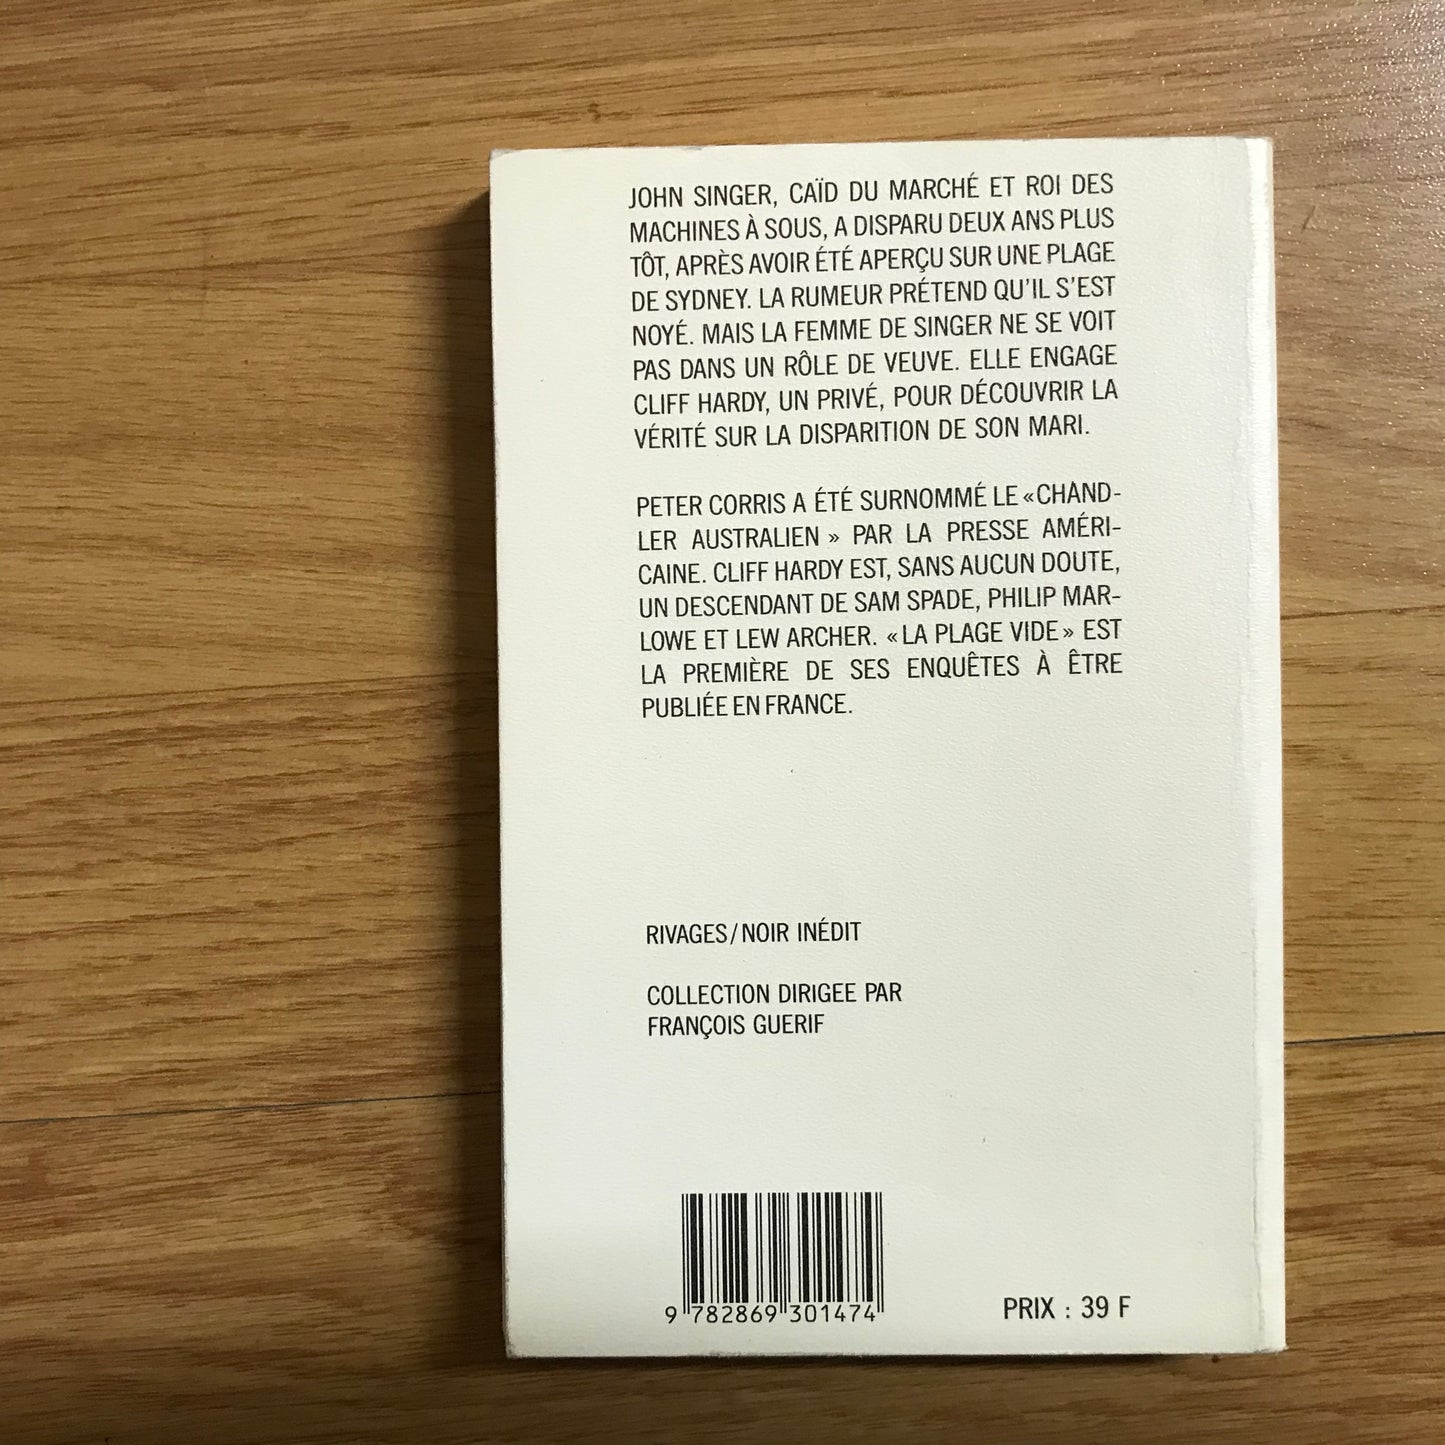 JOHN SINGER, CAÏD DU MARCHÉ ET ROI DES
MACHINES À SOUS, A DISPARU DEUX ANS PLUS
TÔT, APRÈS AVOIR ÉTÉ APERÇU SUR UNE PLAGE
DE SYDNEY. LA RUMEUR PRÉTEND QU'IL S'EST
NOYÉ. MAIS LA FEMME DE SINGER NE SE VOIT
PAS DANS UN RÔLE DE VEUVE. ELLE ENGAGE
CLIFF HARDY, UN PRIVÉ, POUR DÉCOUVRIR LA
VÉRITÉ SUR LA DISPARITION DE SON MARI.
PETER CORRIS A ÉTÉ SURNOMMÉ LE «CHAND-
LER AUSTRALIEN » PAR LA PRESSE AMÉRI-
CAINE. CLIFF HARDY EST, SANS AUCUN DOUTE,
UN DESCENDANT DE SAM SPADE, PHILIP MAR-
LOWE ET LEW ARCHER. «LA PLAGE VIDE» EST
LA PREMIÈRE DE SES ENQUÊTES À ÊTRE
PUBLIÉE EN FRANCE.
RIVAGES/NOIR INÉDIT
COLLECTION DIRIGEE PAR
FRANÇOIS GUERIF
9 782869 301474
PRIX : 39 F